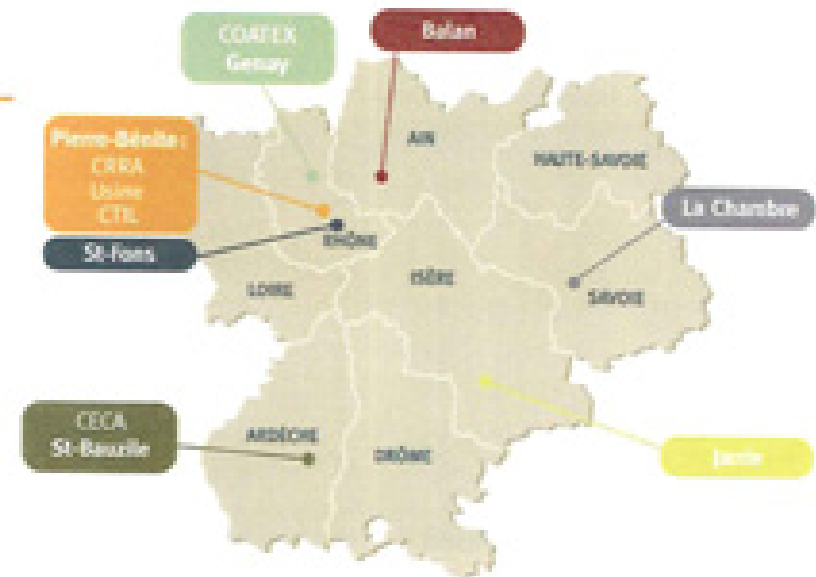 COATEX
Genay
Balan
Pierre-Bénite :
CRRA
Usine
CTIL
St-Fons
AIN
HAUTE-SAVOIE
La Chambre
RHÔNE
LOIRE
ISÈRE
SAVOIE
CECA
St-Bauzile
ARDÈCHE
DRÔME
Jarrie